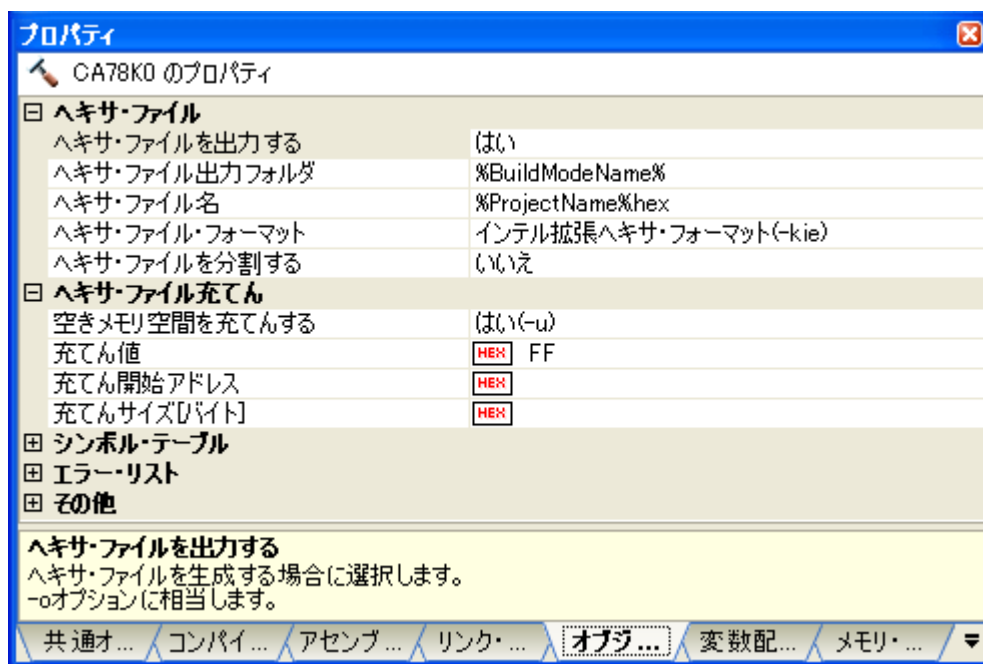 プロパティ
CA78K0 のプロパティ
ヘキサ・ファイル
ヘキサ・ファイルを出力する はい
ヘキサ・ファイル出力フォルダ %BuildModeName%
ヘキサ・ファイル名 %ProjectName%hex
ヘキサ・ファイル・フォーマット インテル拡張ヘキサ・フォーマット(-kie)
ヘキサ・ファイルを分割する いいえ
ヘキサ・ファイル充てん
空きメモリ空間を充てんする はい(-u)
充てん値 HEX FF
充てん開始アドレス HEX
充てんサイズ[バイト] HEX
シンボル・テーブル
エラー・リスト
その他
ヘキサ・ファイルを出力する
ヘキサ・ファイルを生成する場合に選択します。
-oオプションに相当します。
共通オ... コンパイ... アセンブ... リンク・ ... オブジ ... 変数配... メモリ・ ...